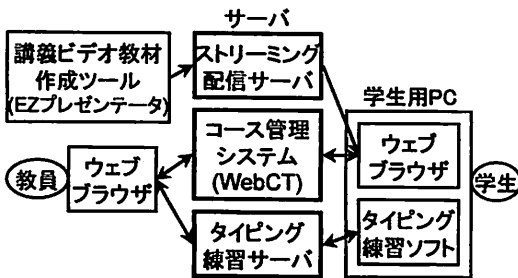 サーバ
講義ビデオ教材
作成ツール
(EZプレゼンテータ)
ストリーミング
配信サーバ
学生用PC
教員
ウェブ
ブラウザ
コース管理
システム
(WebCT)
ウェブ
ブラウザ
学生
タイピング
練習サーバ
タイピング
練習ソフト